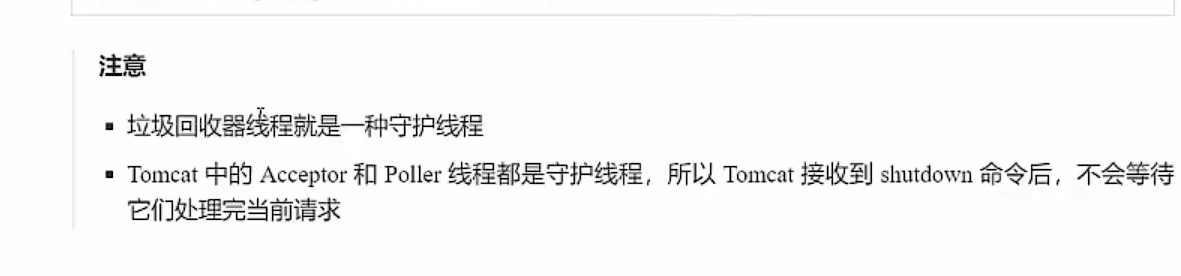 注意
垃圾回收器线程就是一种守护线程
Tomcat 中的 Acceptor 和 Poller 线程都是守护线程，所以 Tomcat 接收到 shutdown 命令后，不会等待
它们处理完当前请求